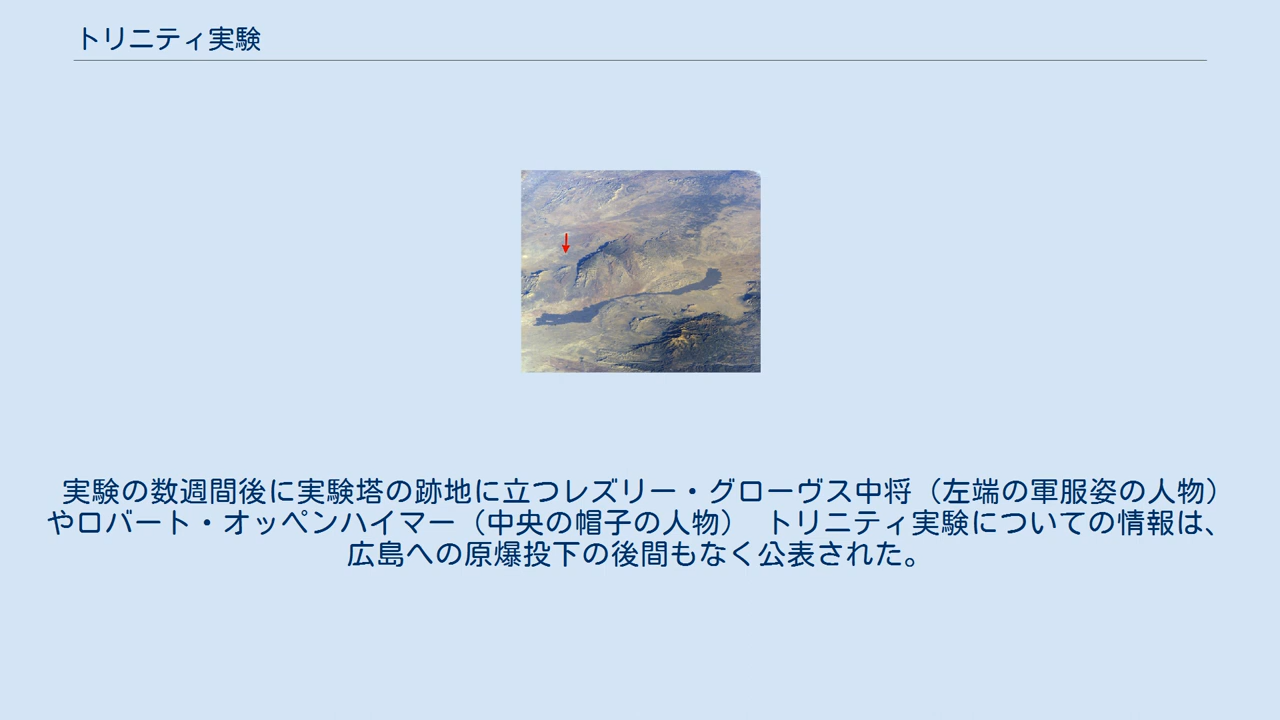 トリニティ実験
実験の数週間後に実験塔の跡地に立つレズリー・グローヴス中将（左端の軍服姿の人物）
やロバート・オッペンハイマー（中央の帽子の人物）　トリニティ実験についての情報は、
広島への原爆投下の後間もなく公表された。